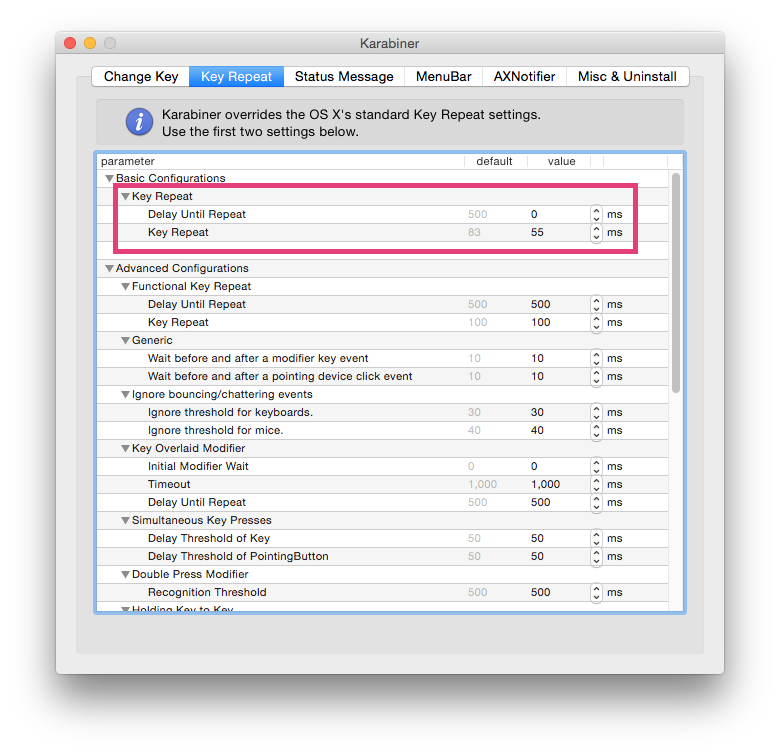 Karabiner
Change Key Key Repeat Status Message MenuBar AXNotifier Misc & Uninstall
Karabiner overrides the OS X's standard Key Repeat settings.
Use the first two settings below.
parameter default value
Basic Configurations
Key Repeat
Delay Until Repeat 500 0 ms
Key Repeat 83 55 ms
Advanced Configurations
Functional Key Repeat
Delay Until Repeat 500 500 ms
Key Repeat 100 100 ms
Generic
Wait before and after a modifier key event 10 10 ms
Wait before and after a pointing device click event 10 10 ms
Ignore bouncing/chattering events
Ignore threshold for keyboards. 30 30 ms
Ignore threshold for mice. 40 40 ms
Key Overlaid Modifier
Initial Modifier Wait 0 0 ms
Timeout 1,000 1,000 ms
Delay Until Repeat 500 500 ms
Simultaneous Key Presses
Delay Threshold of Key 50 50 ms
Delay Threshold of PointingButton 50 50 ms
Double Press Modifier
Recognition Threshold 500 500 ms
Holding Key to Key